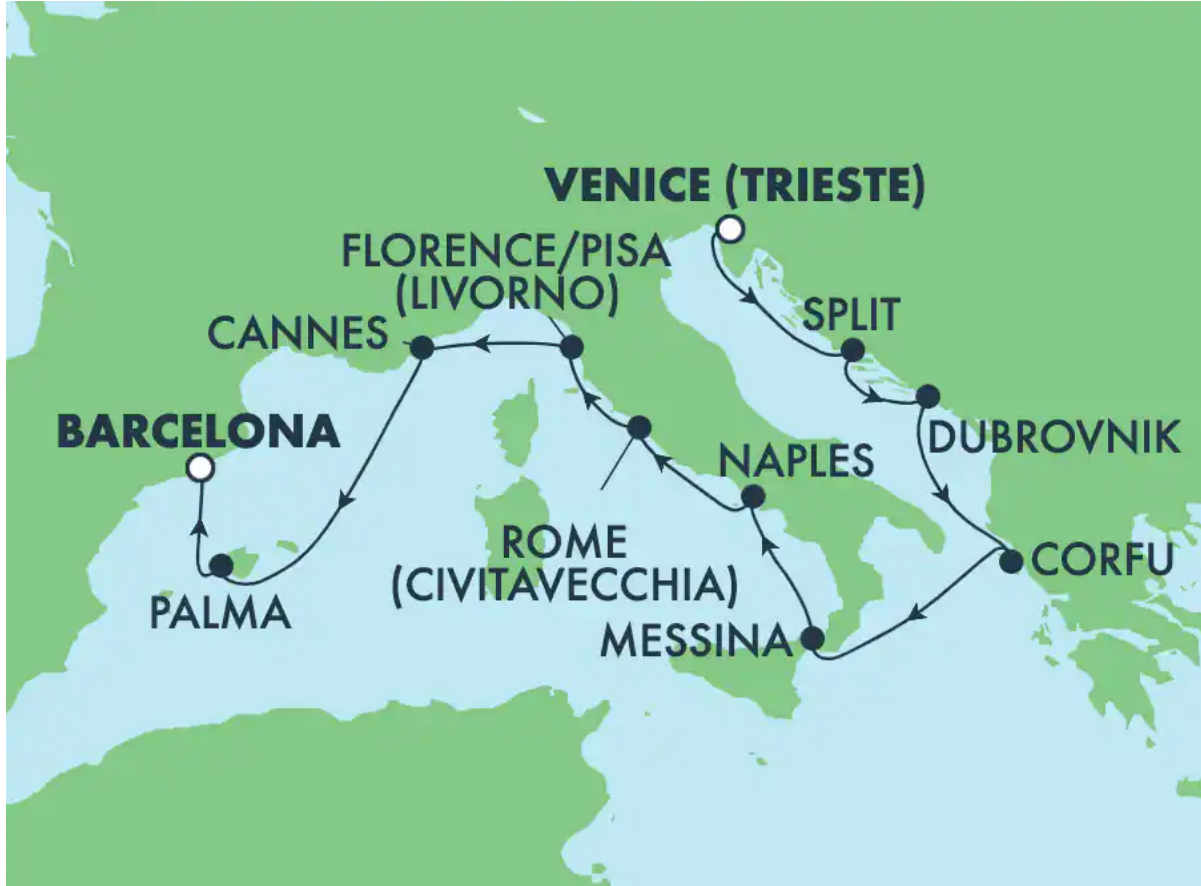 VENICE (TRIESTE)
FLORENCE/PISA
(LIVORNO)
SPLIT
CANNES
BARCELONA
DUBROVNIK
NAPLES
ROME
(CIVITAVECCHIA)
CORFU
PALMA
MESSINA